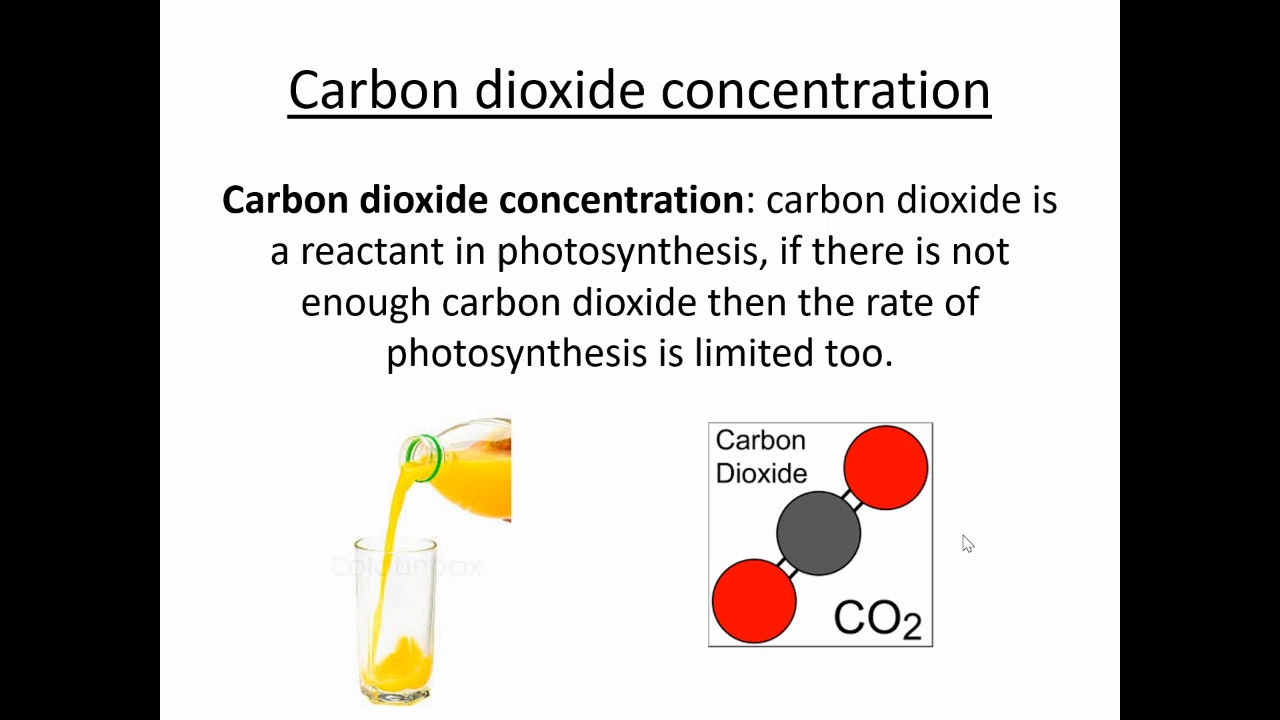 Carbon dioxide concentration
Carbon dioxide concentration: carbon dioxide is
a reactant in photosynthesis, if there is not
enough carbon dioxide then the rate of
photosynthesis is limited too.
colourbox
Carbon
Dioxide
CO₂